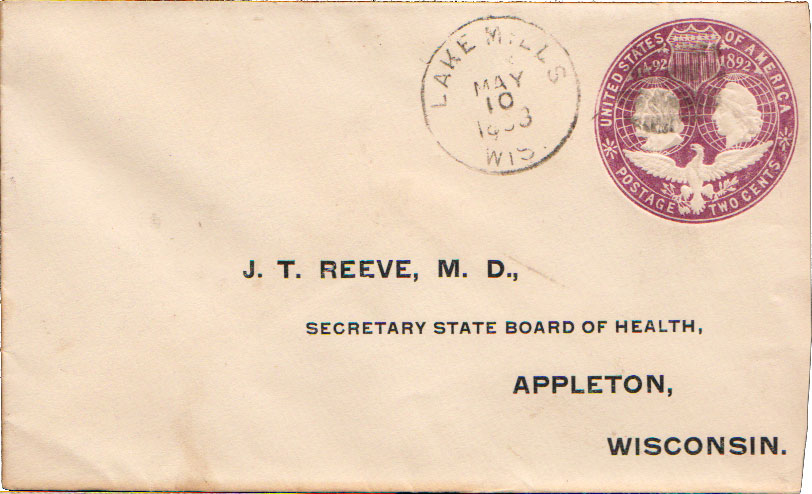 LAKE MILLS
MAY
10
WIS.
UNITED STATES OF AMERICA
1892
POSTAGE TWO CENTS
J. T. REEVE, M. D.,
SECRETARY STATE BOARD OF HEALTH,
APPLETON,
WISCONSIN.